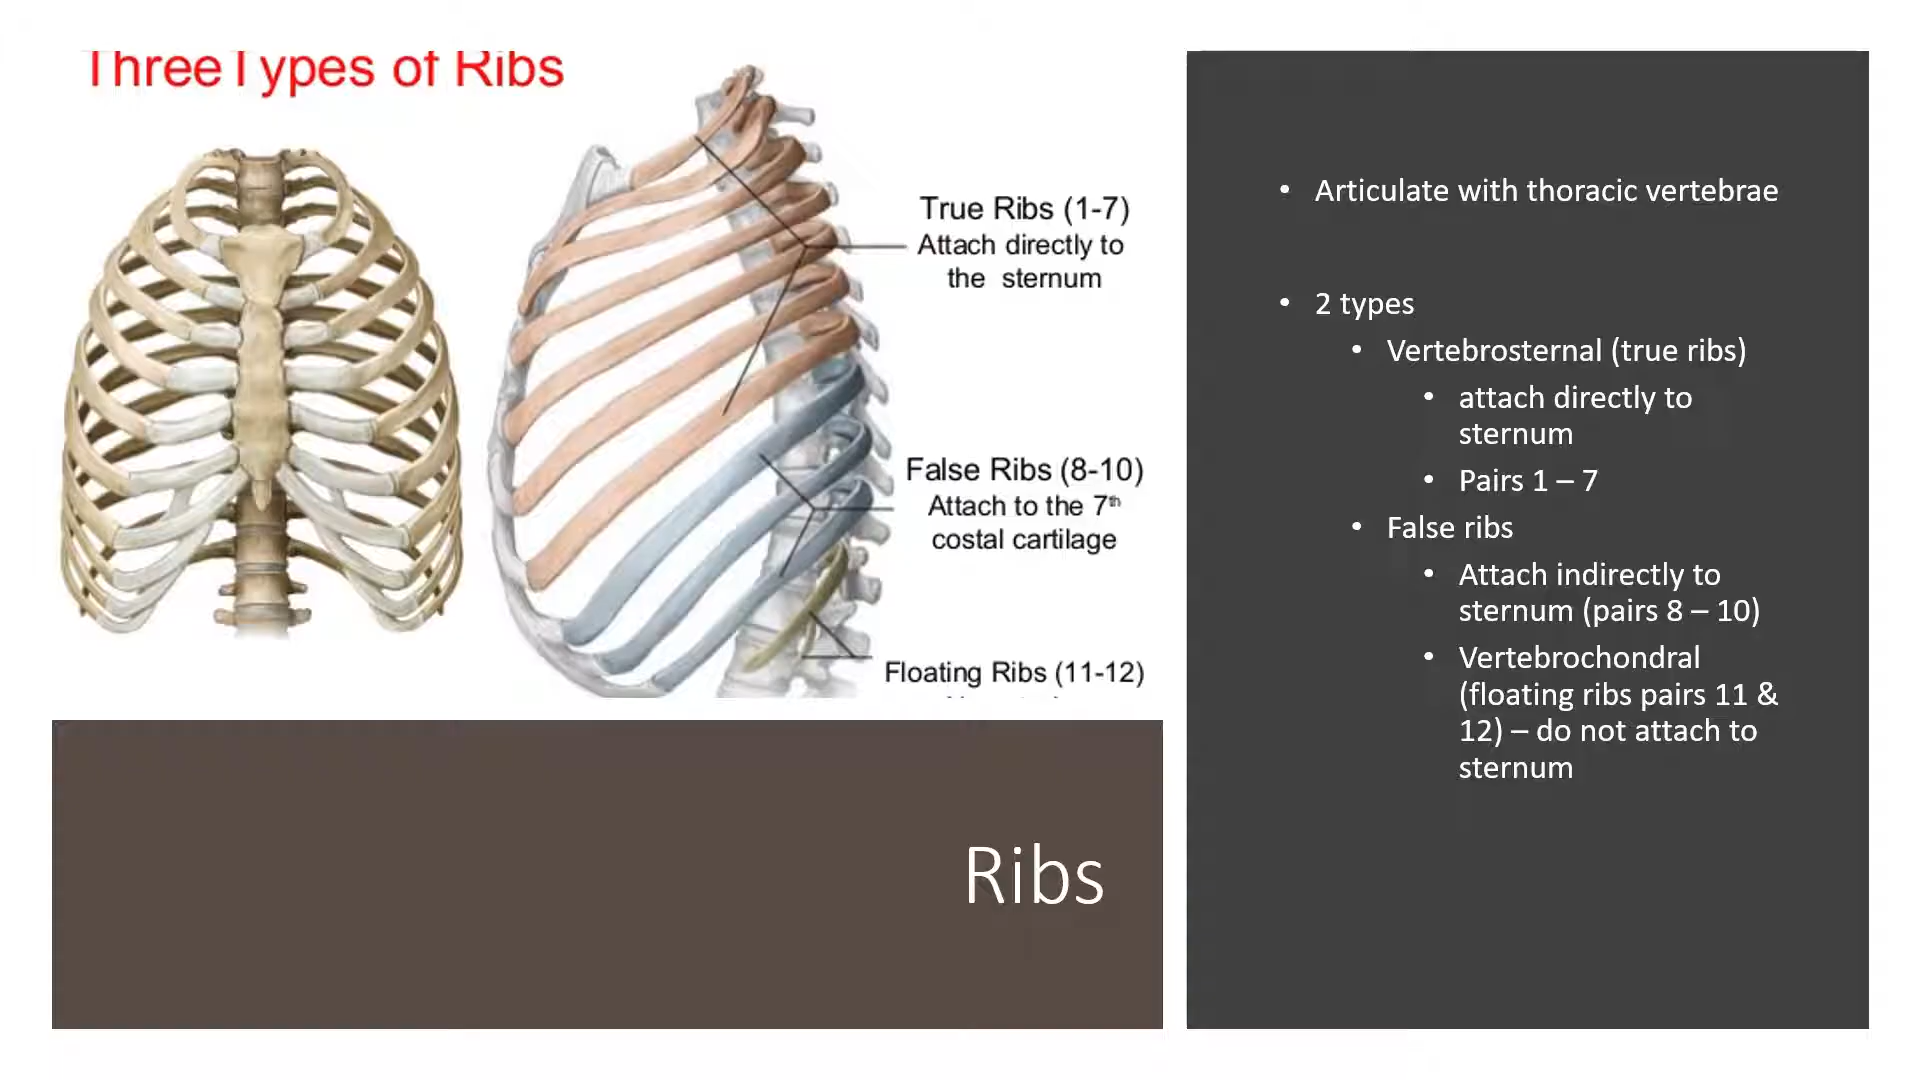 Three Types of Ribs
True Ribs (1-7)
Attach directly to
the sternum
False Ribs (8-10)
Attach to the 7th
costal cartilage
Floating Ribs (11-12)
Ribs
• Articulate with thoracic vertebrae
• 2 types
• Vertebrosternal (true ribs)
• attach directly to
sternum
• Pairs 1 – 7
• False ribs
• Attach indirectly to
sternum (pairs 8 – 10)
• Vertebrochondral
(floating ribs pairs 11 &
12) – do not attach to
sternum